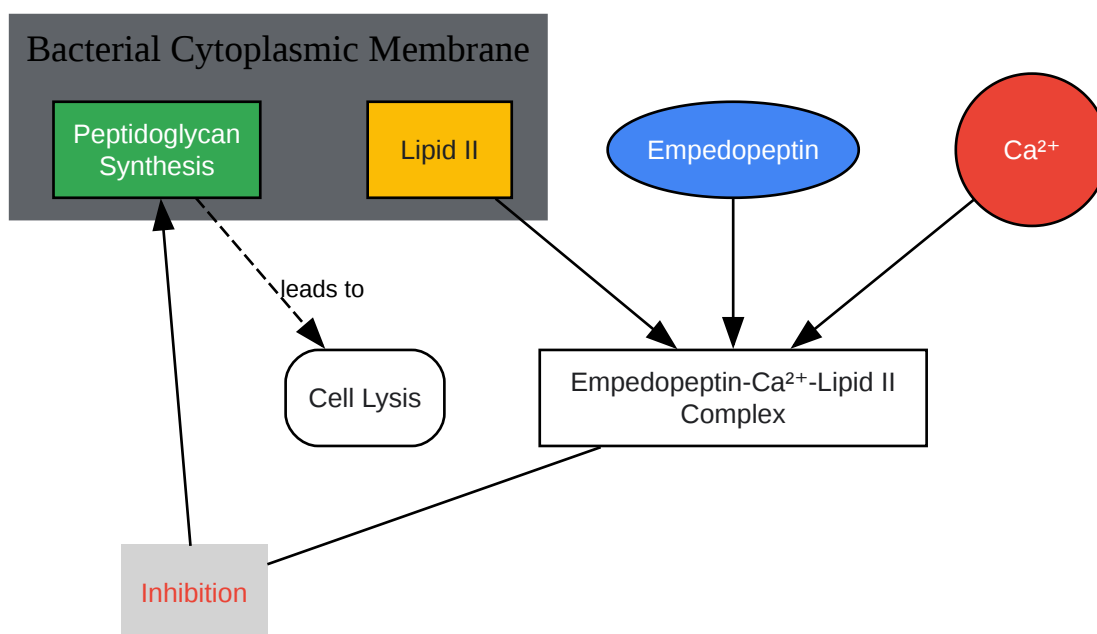 Bacterial Cytoplasmic Membrane
Peptidoglycan
Synthesis
Lipid II
Empedopeptin
Ca²⁺
leads to
Cell Lysis
Empedopeptin-Ca²⁺-Lipid II
Complex
Inhibition